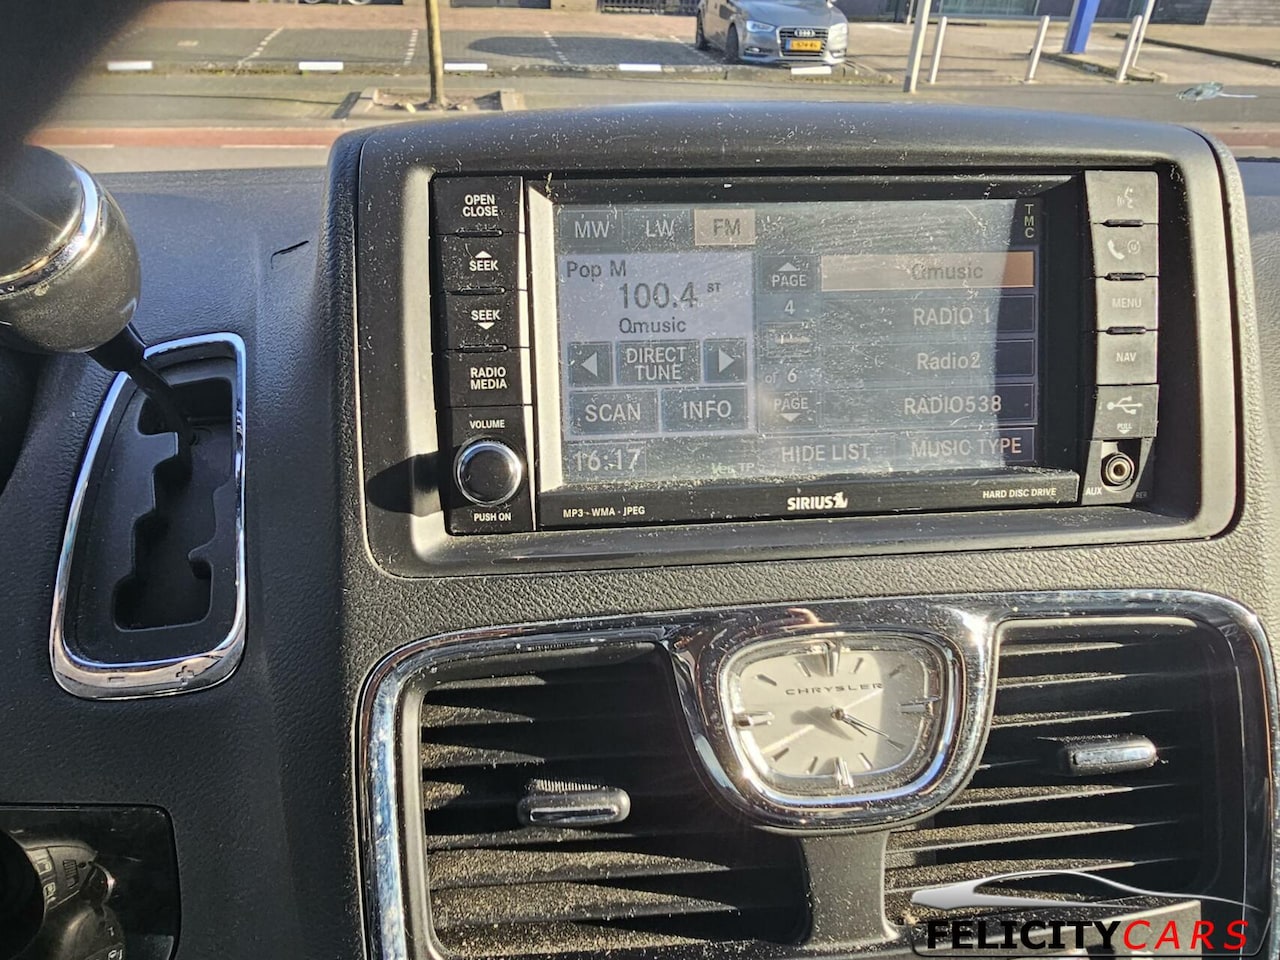 OPEN
CLOSE
SEEK
SEEK
RADIO
MEDIA
VOLUME
PUSH ON
MW LW FM
TMC
Pop M
100.4 ST
Qmusic
DIRECT
TUNE
SCAN INFO
16:17
PAGE
4
of 6
PAGE
Qmusic
RADIO 1
Radio2
RADIO538
HIDE LIST MUSIC TYPE
MP3 - WMA - JPEG
SIRIUS
HARD DISC DRIVE
MENU
NAV
PULL
AUX
CHRYSLER
- +
FELICITYCARS